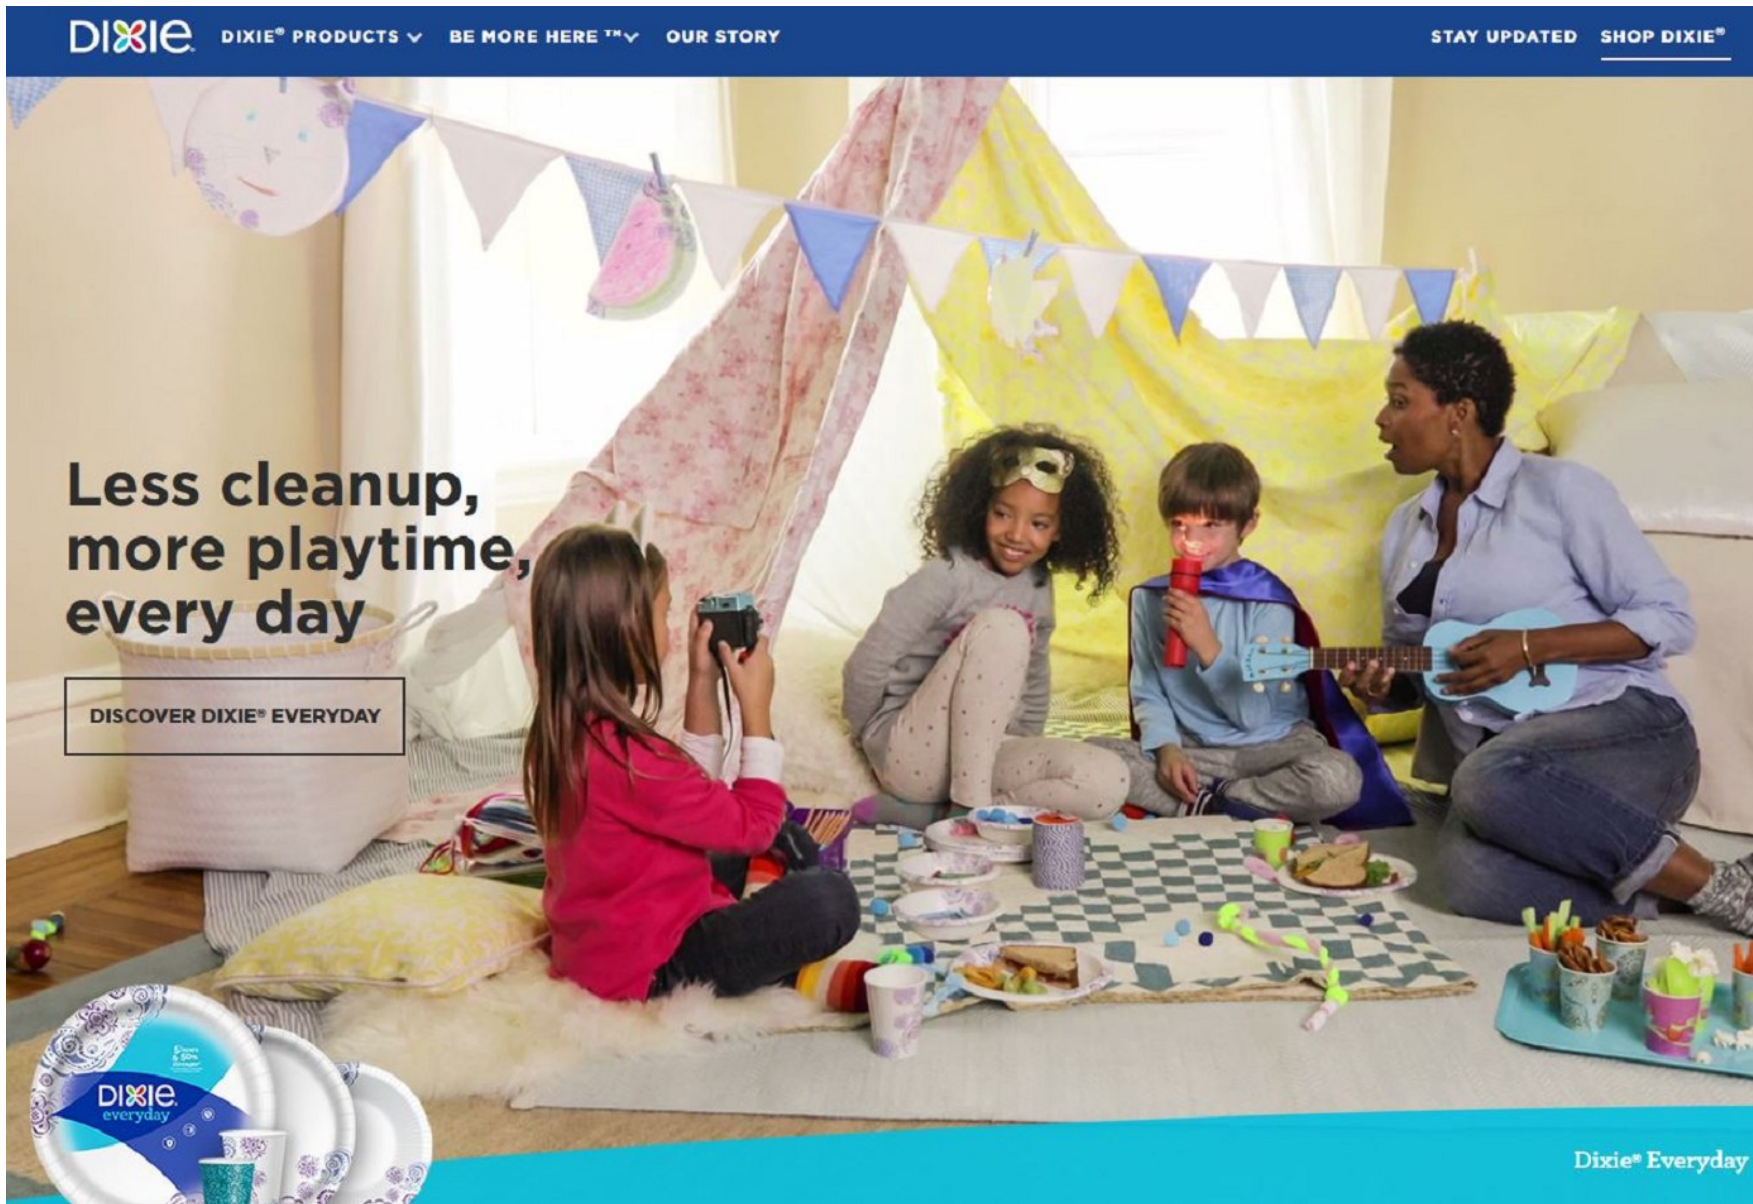 DIXIE® PRODUCTS
BE MORE HERE ™
OUR STORY
STAY UPDATED
SHOP DIXIE®
DIXIE
Less cleanup,
more playtime,
every day
DISCOVER DIXIE® EVERYDAY
DIXIE
everyday
Dixie® Everyday